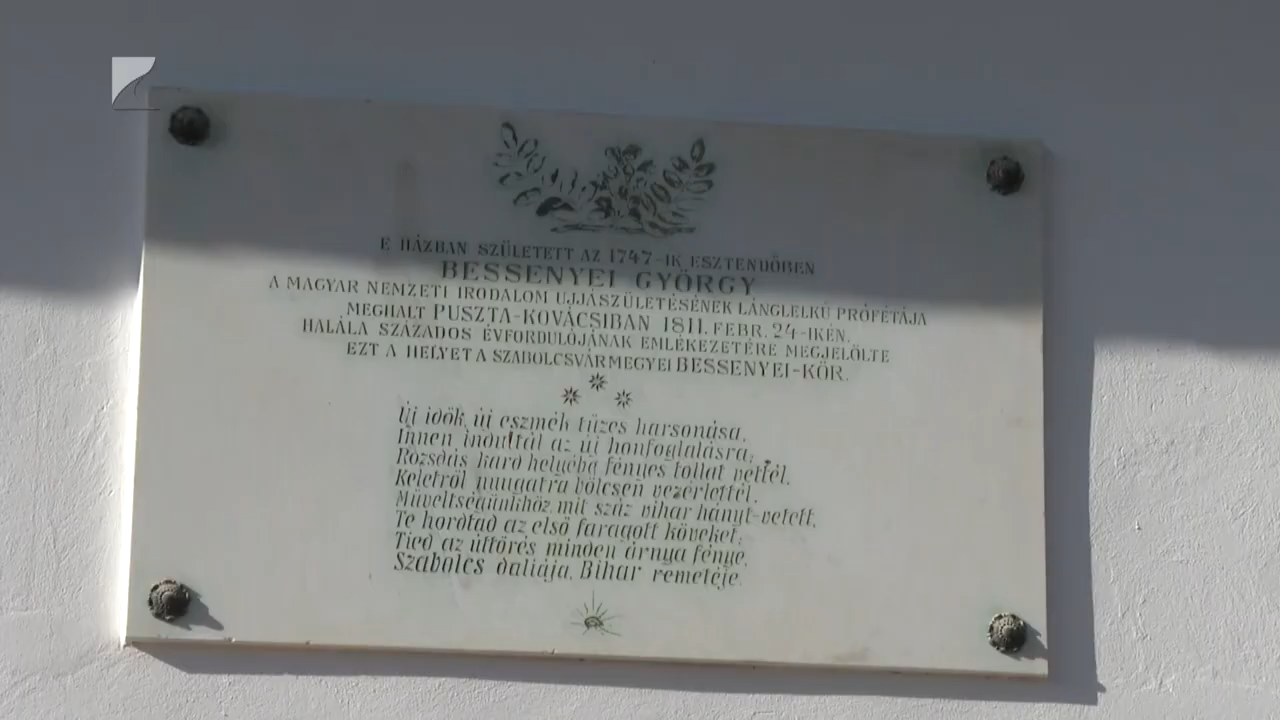 E HÁZBAN SZÜLETETT AZ 1747-IK ESZTENDŐBEN
BESSENYEI GYÖRGY
A MAGYAR NEMZETI IRODALOM UJJÁSZÜLETÉSÉNEK LÁNGLELKŰ PRÓFÉTÁJA
MEGHALT PUSZTA-KOVÁCSIBAN 1811. FEBR. 24-IKÉN.
HALÁLA SZÁZADOS ÉVFORDULÓJÁNAK EMLÉKEZETÉRE MEGJELÖLTE
EZT A HELYET A SZABOLCSVÁRMEGYEI BESSENYEI-KÖR.
Új idők, új eszmék tüzes harsonása,
Innen indultál az új honfoglalásra;
Rozsdás kard helyébe fényes tollat vettél,
Keletről nyugatra bölcsen vezérlettél.
Műveltségünkhöz, mit száz vihar hányt-vetett,
Te hordtad az első faragott köveket;
Tied az úttörés minden árnya fénye,
Szabolcs daliája, Bihar remetéje.